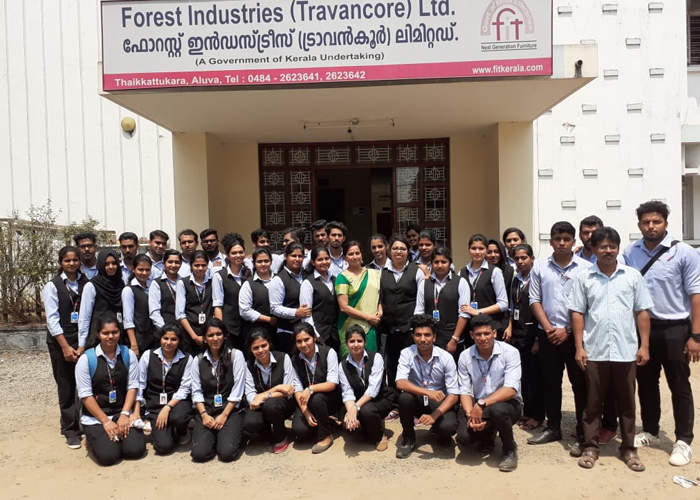 Forest Industries (Travancore) Ltd.
ഫോറസ്റ്റ് ഇൻഡസ്ട്രീസ് (ട്രാവൻകൂർ) ലിമിറ്റഡ്.
(A Government of Kerala Undertaking)
fit
Next Generation Furniture
Thaikkattukara, Aluva, Tel : 0484 - 2623641, 2623642
www.fitkerala.com